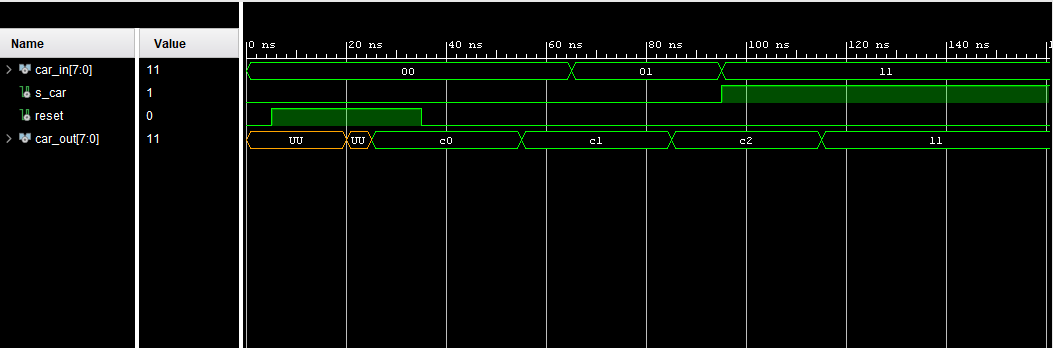 Name Value
0 ns 20 ns 40 ns 60 ns 80 ns 100 ns 120 ns 140 ns 1
car_in[7:0] 11 00 01 11
s_car 1
reset 0
car_out[7:0] 11 UU UU c0 c1 c2 11